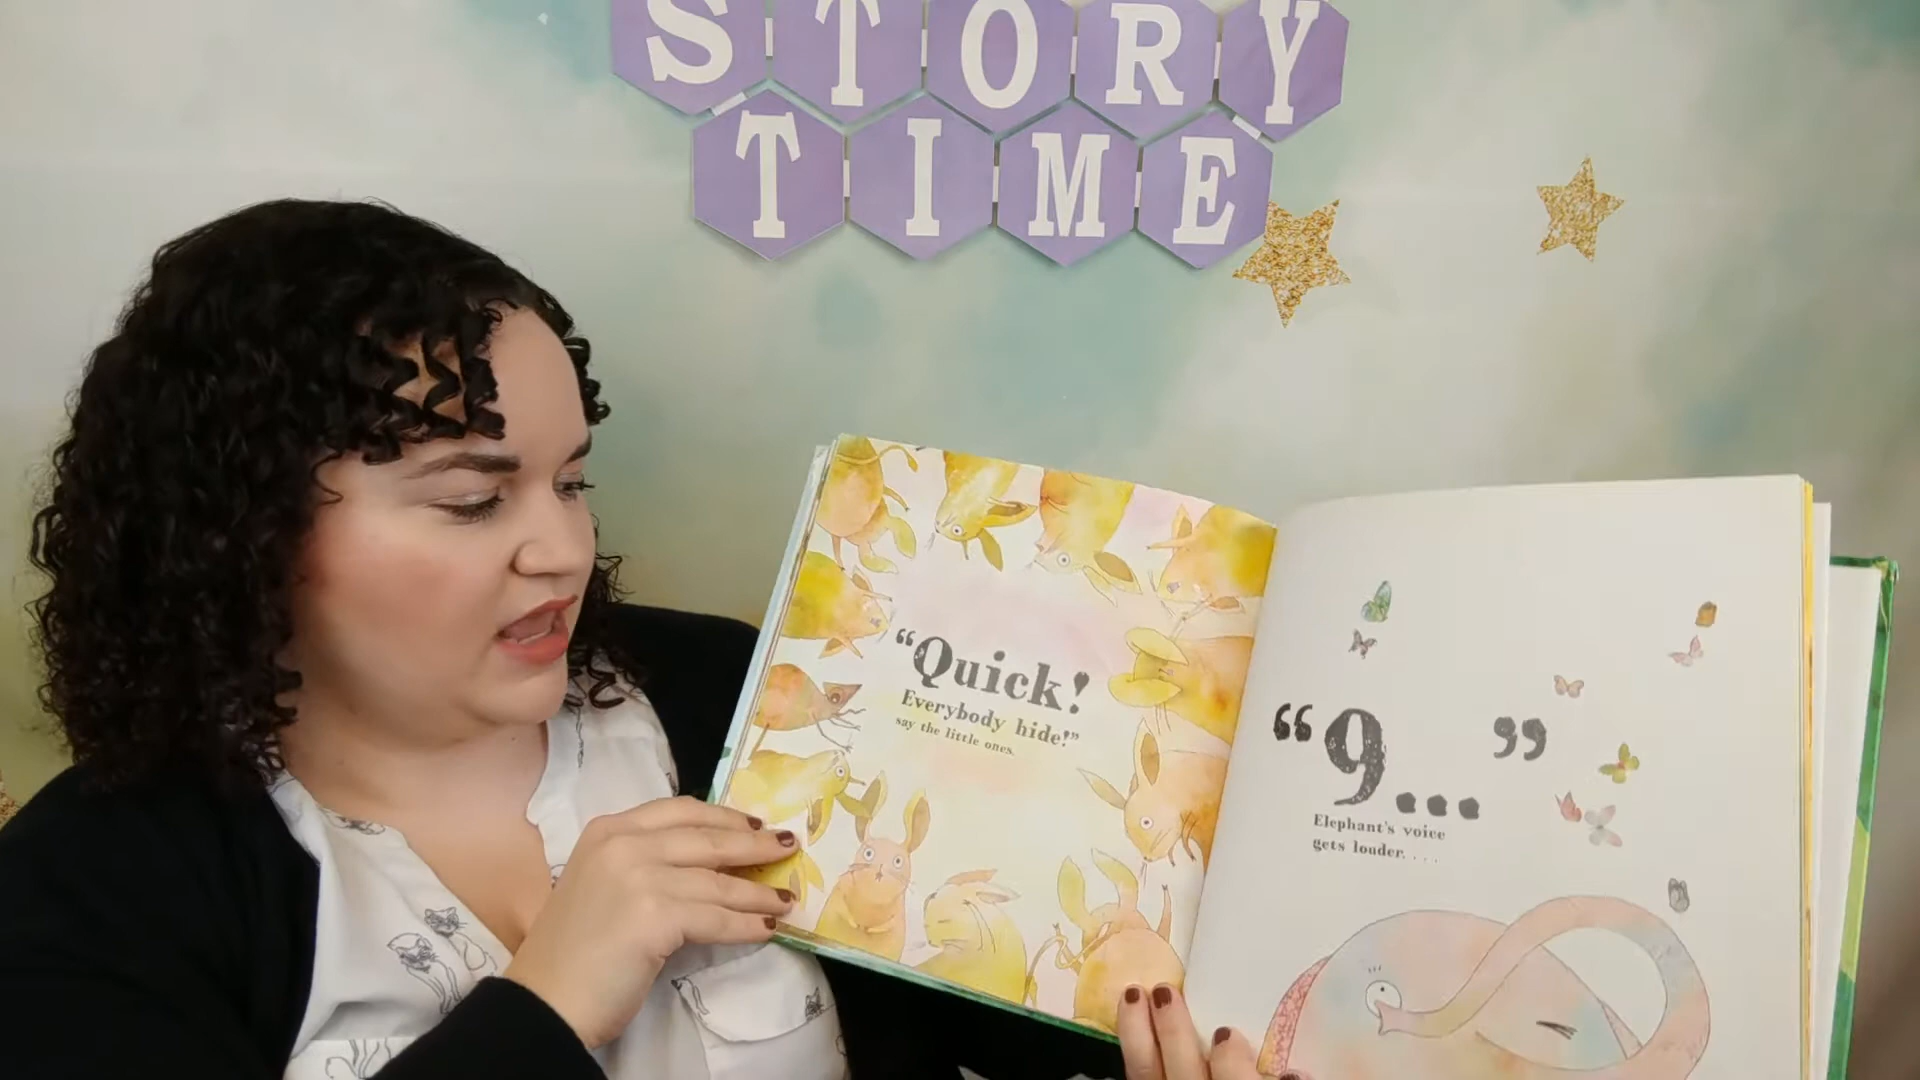 STORY
TIME
“Quick!
Everybody hide!”
say the little ones.
“9... ”
Elephant's voice
gets louder. . . .